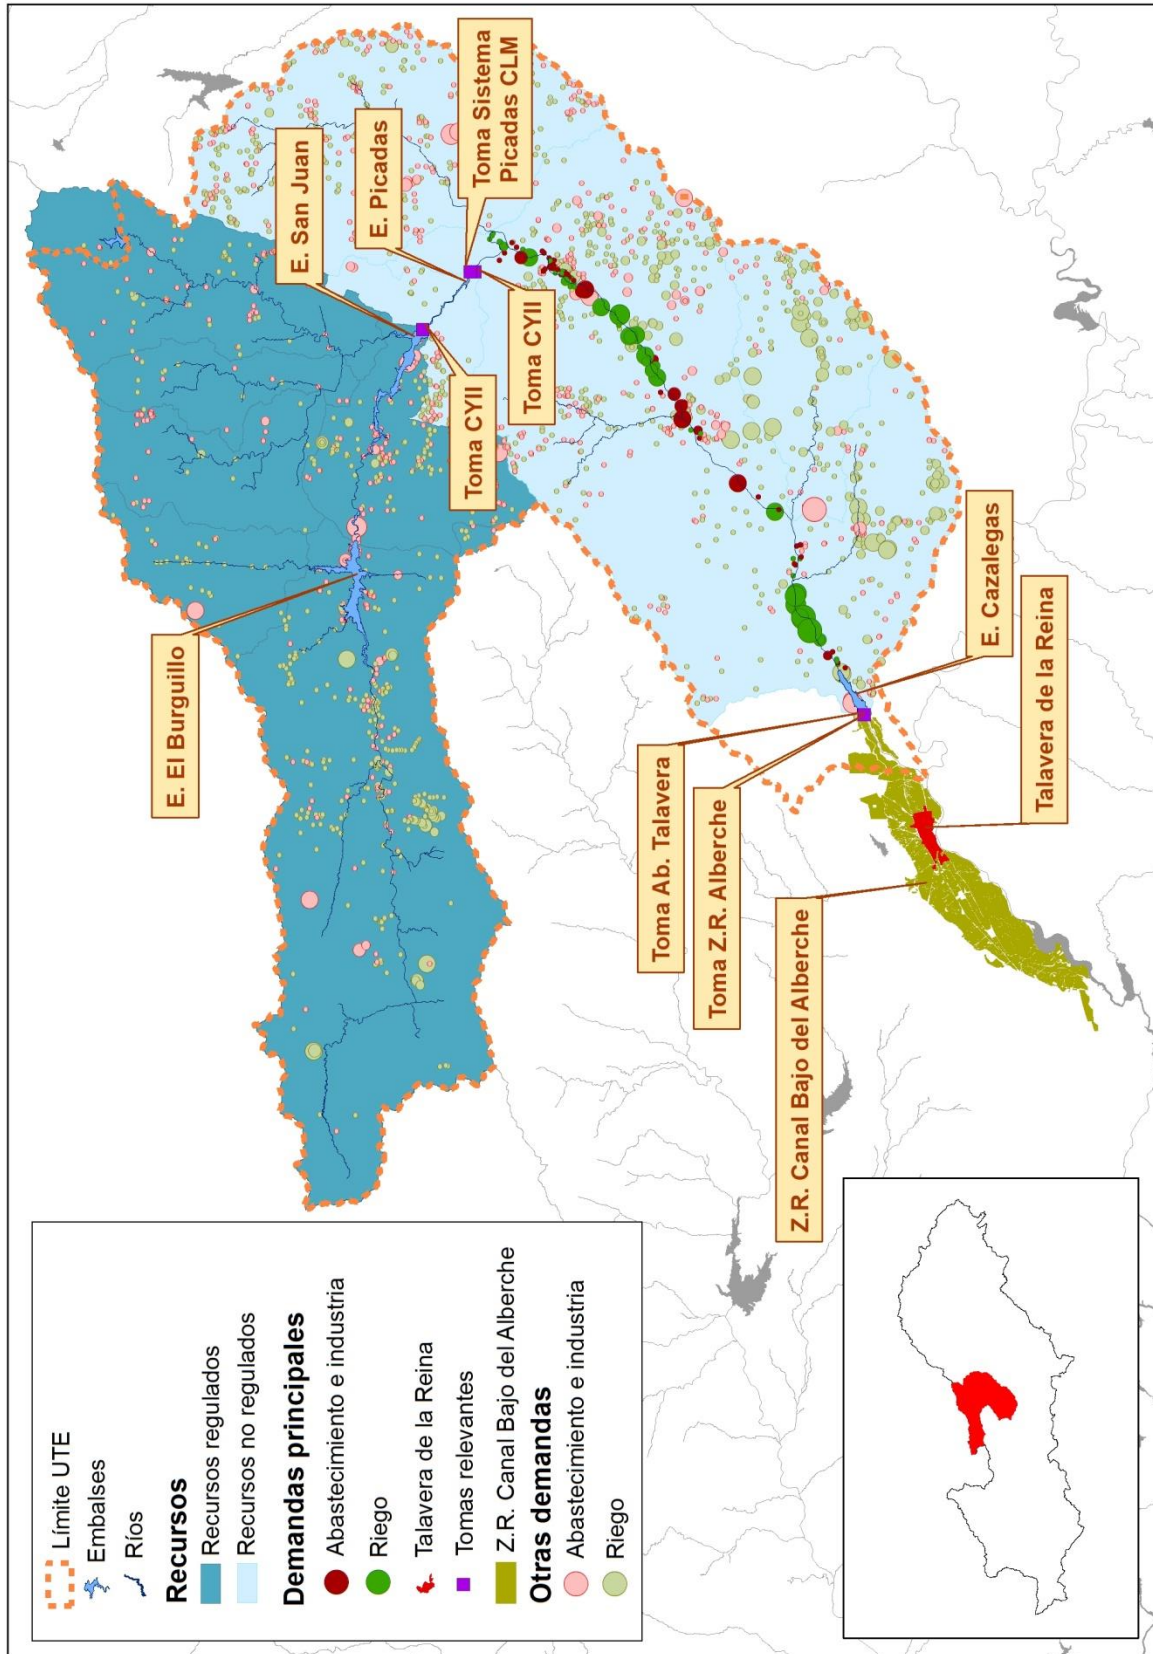 E. San Juan
E. Picadas
Toma Sistema
Picadas CLM
Toma CYII
Toma CYII
E. El Burguillo
E. Cazalegas
Talavera de la Reina
Toma Ab. Talavera
Toma Z.R. Alberche
Z.R. Canal Bajo del Alberche
Límite UTE
Embalses
Ríos
Recursos
Recursos regulados
Recursos no regulados
Demandas principales
Abastecimiento e industria
Riego
Talavera de la Reina
Tomas relevantes
Z.R. Canal Bajo del Alberche
Otras demandas
Abastecimiento e industria
Riego